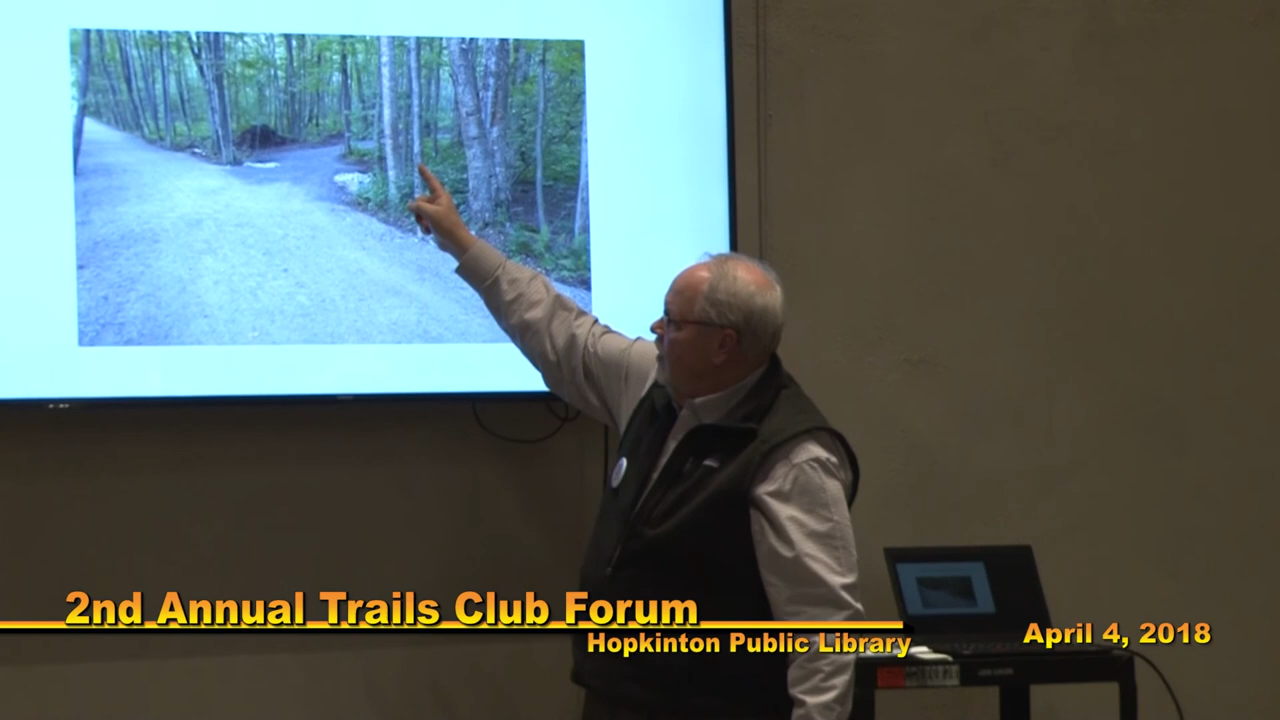 2nd Annual Trails Club Forum
Hopkinton Public Library
April 4, 2018